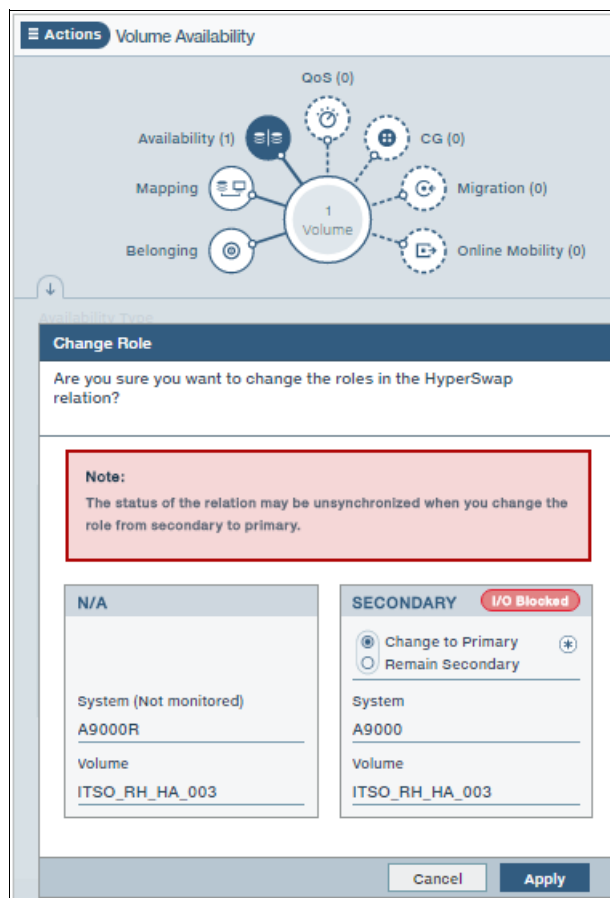 Actions Volume Availability
QoS (0)
Availability (1)
CG (0)
Mapping
Migration (0)
1
Volume
Belonging
Online Mobility (0)
Availability Type
Change Role
Are you sure you want to change the roles in the HyperSwap
relation?
Note:
The status of the relation may be unsynchronized when you change the
role from secondary to primary.
N/A
System (Not monitored)
A9000R
Volume
ITSO_RH_HA_003
SECONDARY I/O Blocked
Change to Primary
Remain Secondary
System
A9000
Volume
ITSO_RH_HA_003
Cancel Apply